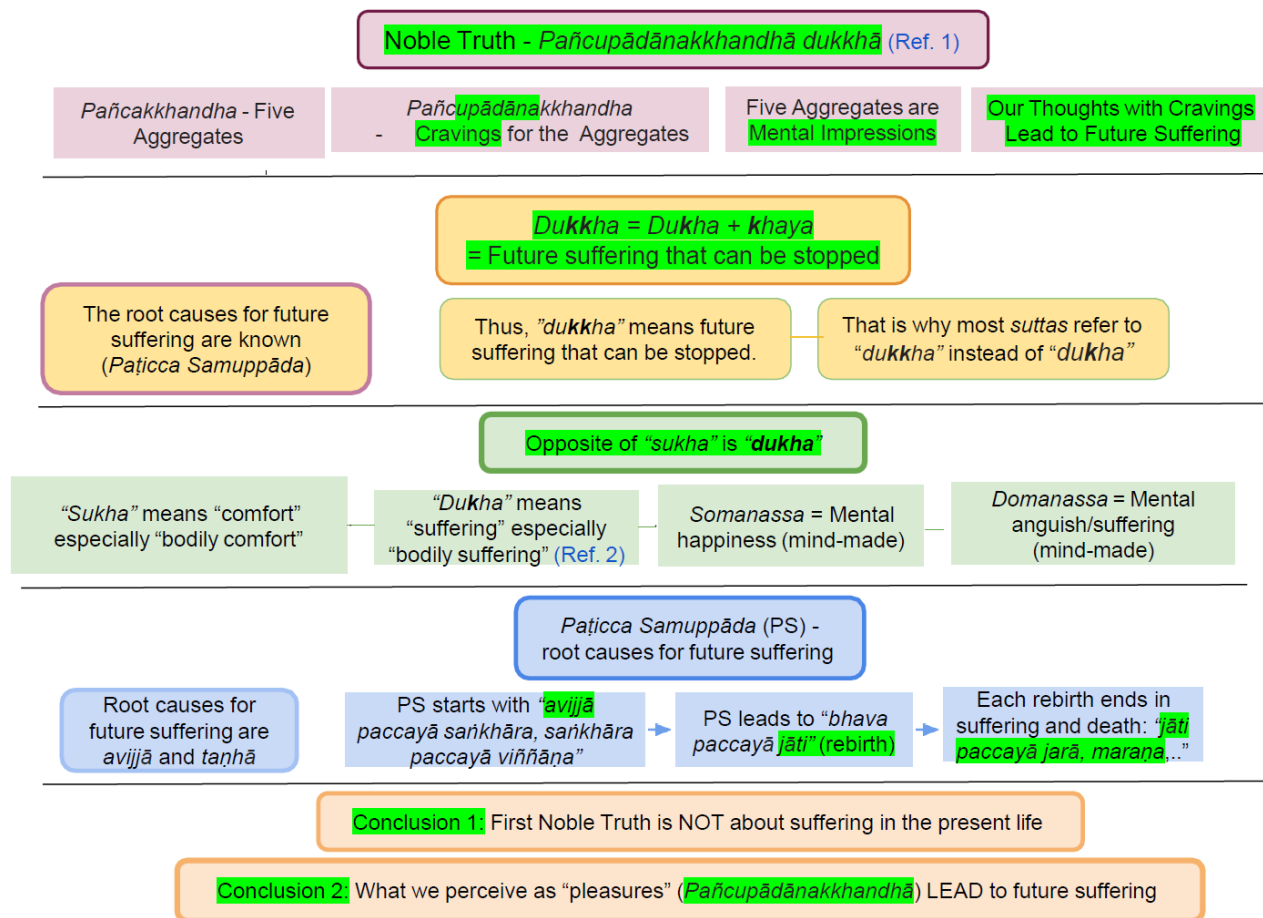 Noble Truth - Pañcupādānakkhandhā dukkhā (Ref. 1)
Pañcakkhandha - Five
Aggregates
Pañcupādānakkhandha
- Cravings for the Aggregates
Five Aggregates are
Mental Impressions
Our Thoughts with Cravings
Lead to Future Suffering
Dukkha = Dukha + khaya
= Future suffering that can be stopped
The root causes for future
suffering are known
(Paṭicca Samuppāda)
Thus, "dukkha" means future
suffering that can be stopped.
That is why most suttas refer to
"dukkha" instead of "dukha"
Opposite of "sukha" is "dukha"
"Sukha" means "comfort"
especially "bodily comfort"
"Dukha" means
"suffering" especially
"bodily suffering" (Ref. 2)
Somanassa = Mental
happiness (mind-made)
Domanassa = Mental
anguish/suffering
(mind-made)
Paṭicca Samuppāda (PS) -
root causes for future suffering
Root causes for
future suffering are
avijjā and taṇhā
PS starts with "avijjā
paccayā saṅkhāra, saṅkhāra
paccayā viññāṇa"
PS leads to "bhava
paccayā jāti" (rebirth)
Each rebirth ends in
suffering and death: "jāti
paccayā jarā, maraṇa,.."
Conclusion 1: First Noble Truth is NOT about suffering in the present life
Conclusion 2: What we perceive as "pleasures" (Pañcupādānakkhandhā) LEAD to future suffering